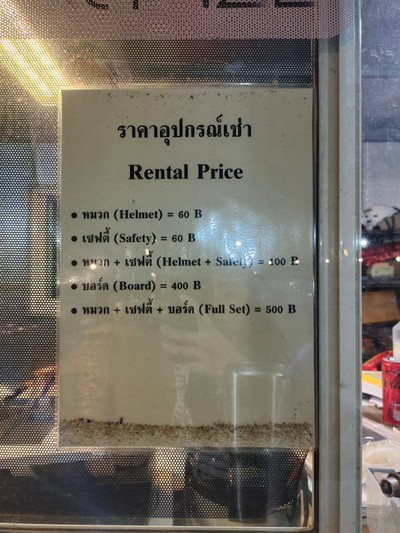 ราคาอุปกรณ์เช่า
Rental Price
• หมวก (Helmet) = 60 B
• เซฟตี้ (Safety) = 60 B
• หมวก + เซฟตี้ (Helmet + Safety) = 100 B
• บอร์ด (Board) = 400 B
• หมวก + เซฟตี้ + บอร์ด (Full Set) = 500 B